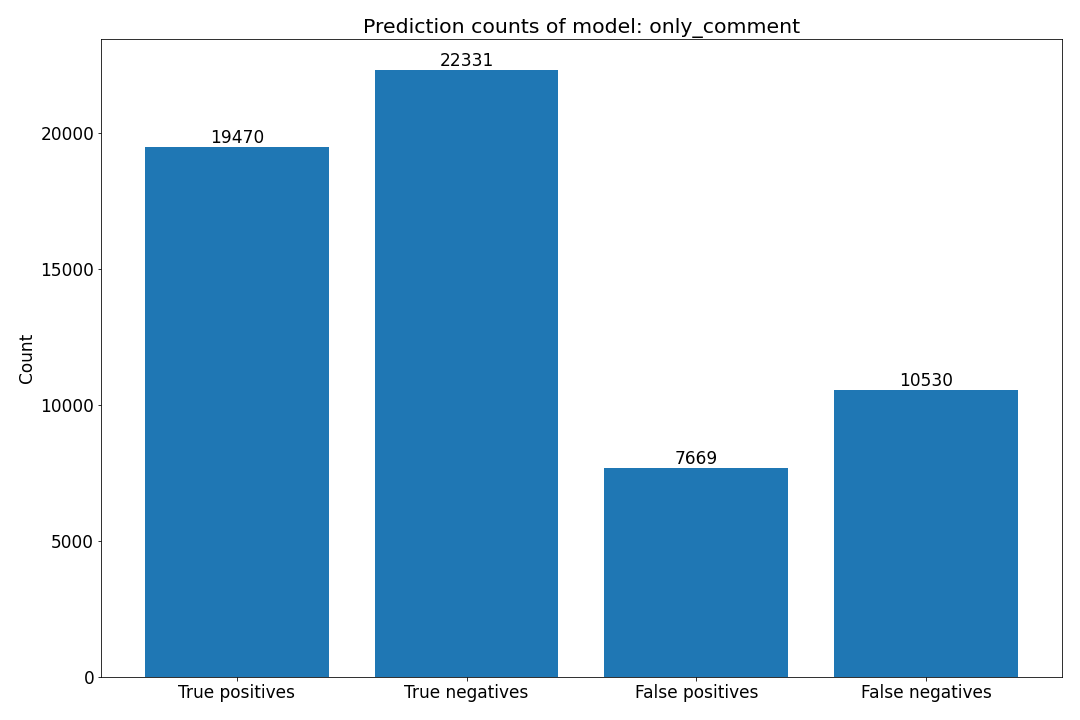 Prediction counts of model: only_comment
22331
19470
10530
7669
20000
15000
10000
5000
0
Count
True positives
True negatives
False positives
False negatives